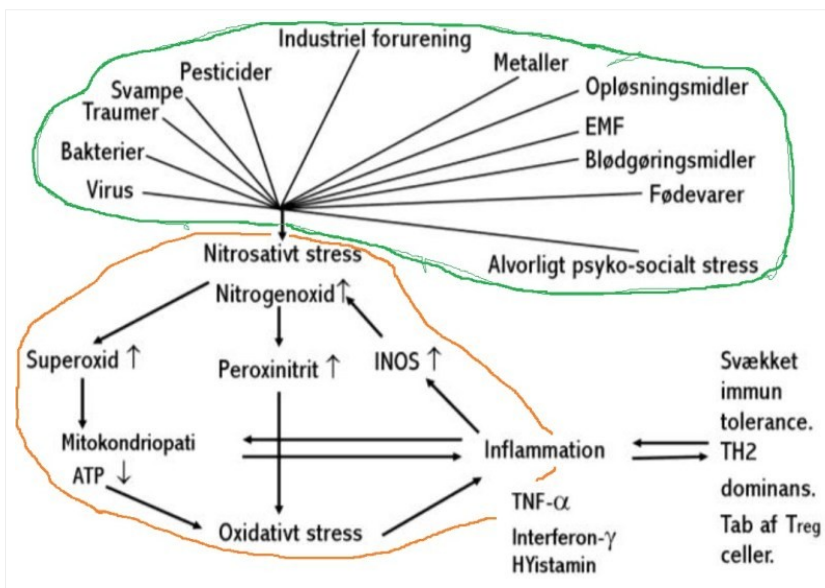 Industriel forurening
Metaller
Pesticider
Svampe
Opløsningsmidler
Traumer
EMF
Bakterier
Blødgøringsmidler
Virus
Fødevarer
Nitrosativt stress
Alvorligt psyko-socialt stress
Nitrogenoxid ↑
Superoxid ↑
Peroxinitrit ↑
INOS ↑
Svækket
immun
tolerance.
TH2
dominans.
Tab af Treg
celler.
Mitokondriopati
ATP ↓
Inflammation
TNF-α
Interferon-γ
HYistamin
Oxidativt stress